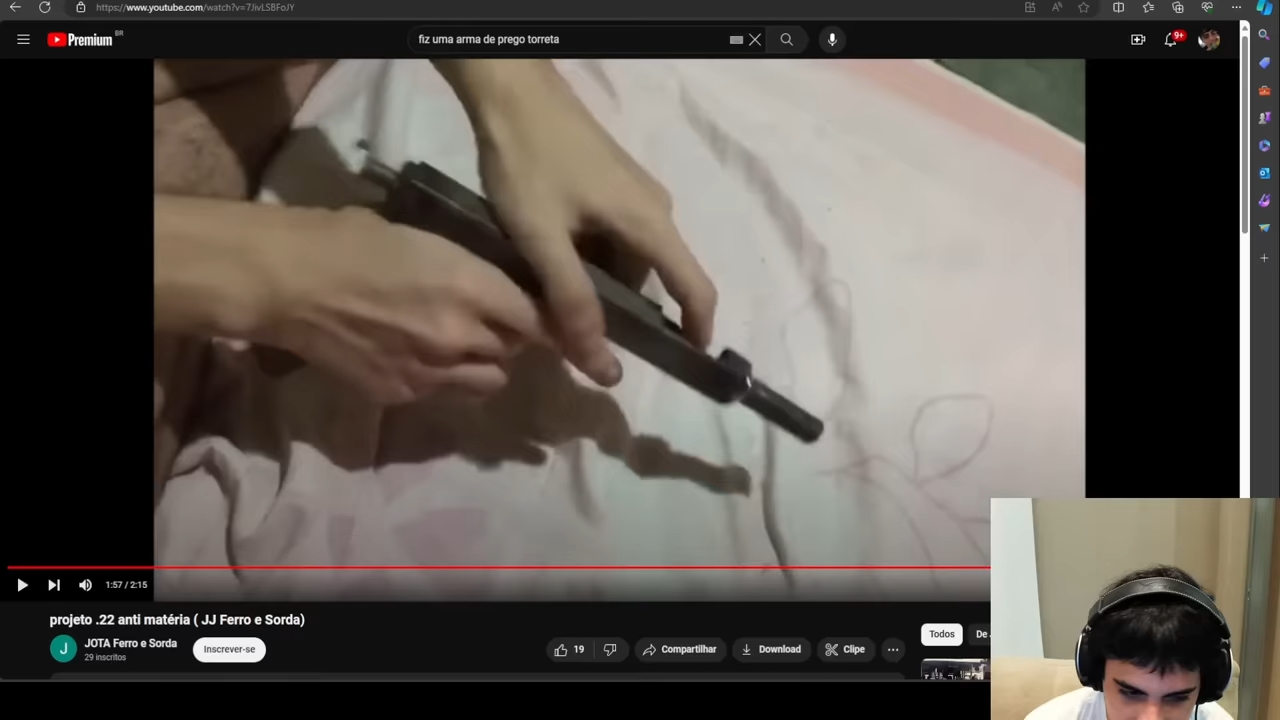 https://www.youtube.com/watch?v=7JivLSBFoJY
Premium BR
fiz uma arma de prego torreta
9+
1:57 / 2:15
projeto .22 anti matéria ( JJ Ferro e Sorda)
J
JOTA Ferro e Sorda
29 inscritos
Inscrever-se
19
Compartilhar
Download
Clipe
Todos
De